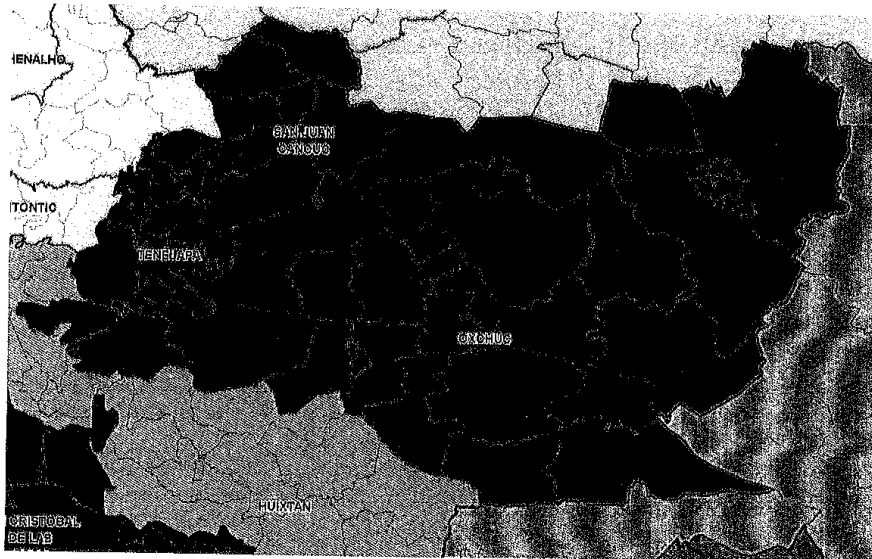 HENALHO
SAN JUAN
CANCUC
TONTIC
TENEJAPA
OXCHUC
HUIXTAN
CRISTOBAL
DE LAS